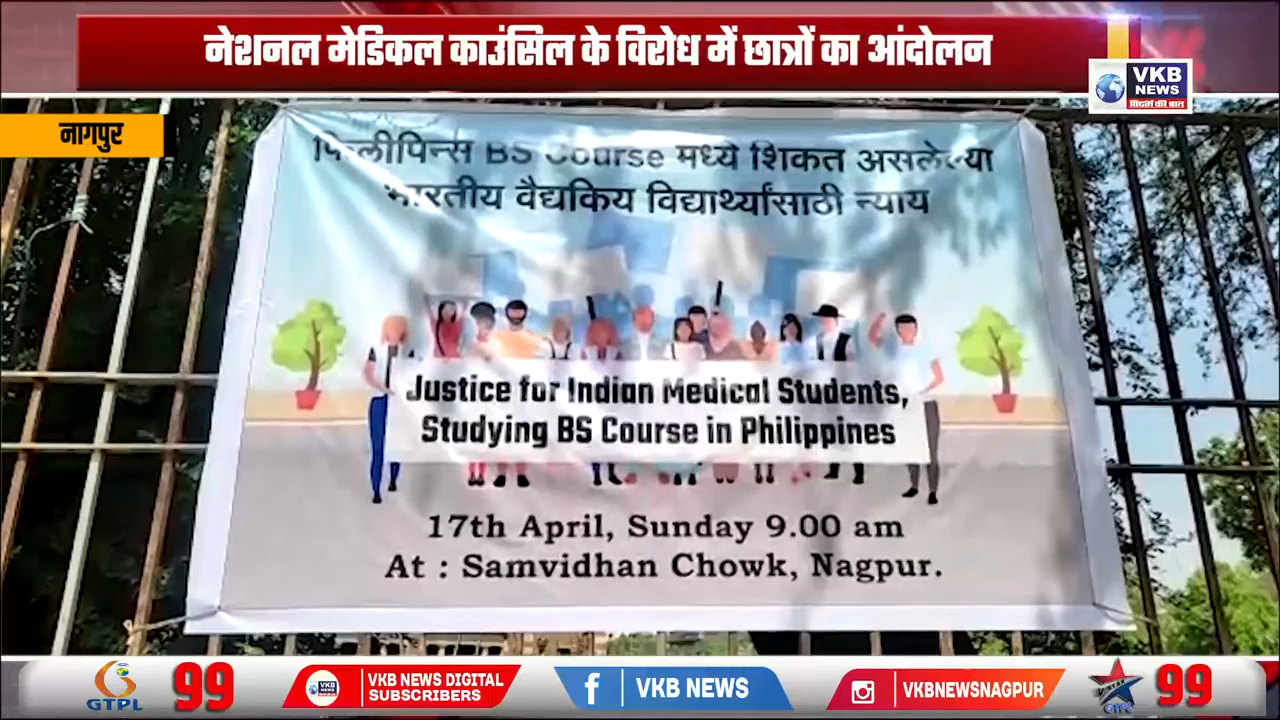 नेशनल मेडिकल काउंसिल के विरोध में छात्रों का आंदोलन
VKB
NEWS
विदर्भ की बात
नागपुर
फिलीपिन्स BS Course मध्ये शिकत असलेल्या
भारतीय वैद्यकिय विद्यार्थ्यांसाठी न्याय
Justice for Indian Medical Students,
Studying BS Course in Philippines
17th April, Sunday 9.00 am
At : Samvidhan Chowk, Nagpur.
GTPL 99
VKB NEWS DIGITAL
SUBSCRIBERS
f VKB NEWS
VKBNEWSNAGPUR
GTPL 99